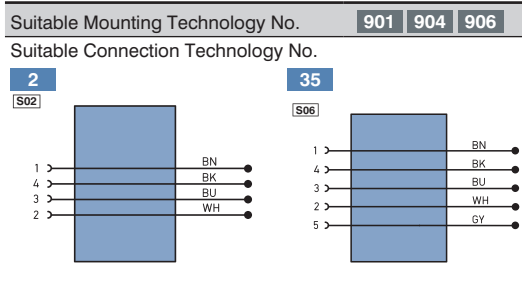 Suitable Mounting Technology No. 901 904 906
Suitable Connection Technology No.
2
S02
1 BN
4 BK
3 BU
2 WH
35
S06
1 BN
4 BK
3 BU
2 WH
5 GY